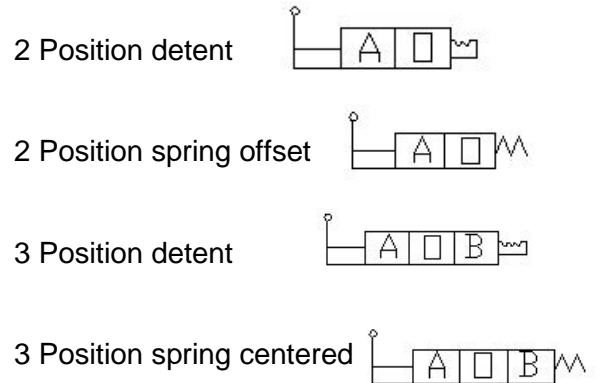 2 Position detent A O
2 Position spring offset A O
3 Position detent A O B
3 Position spring centered A O B